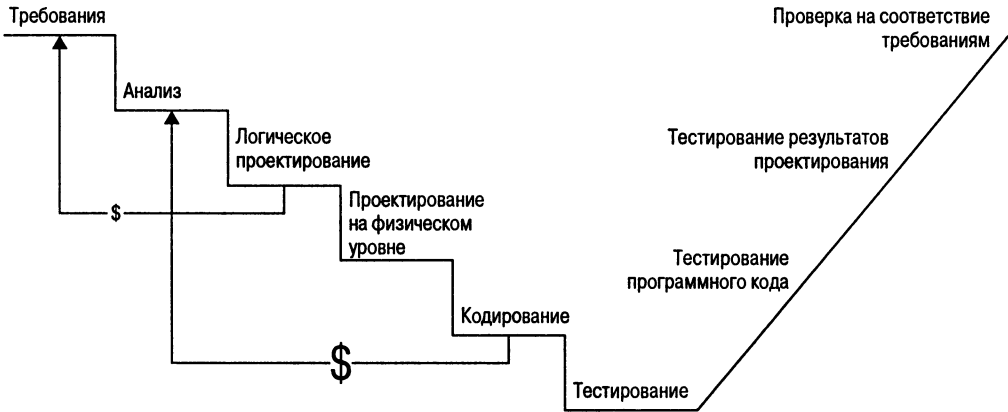 Требования
Анализ
Логическое
проектирование
$
Проектирование
на физическом
уровне
Кодирование
$
Тестирование
Проверка на соответствие
требованиям
Тестирование результатов
проектирования
Тестирование
программного кода